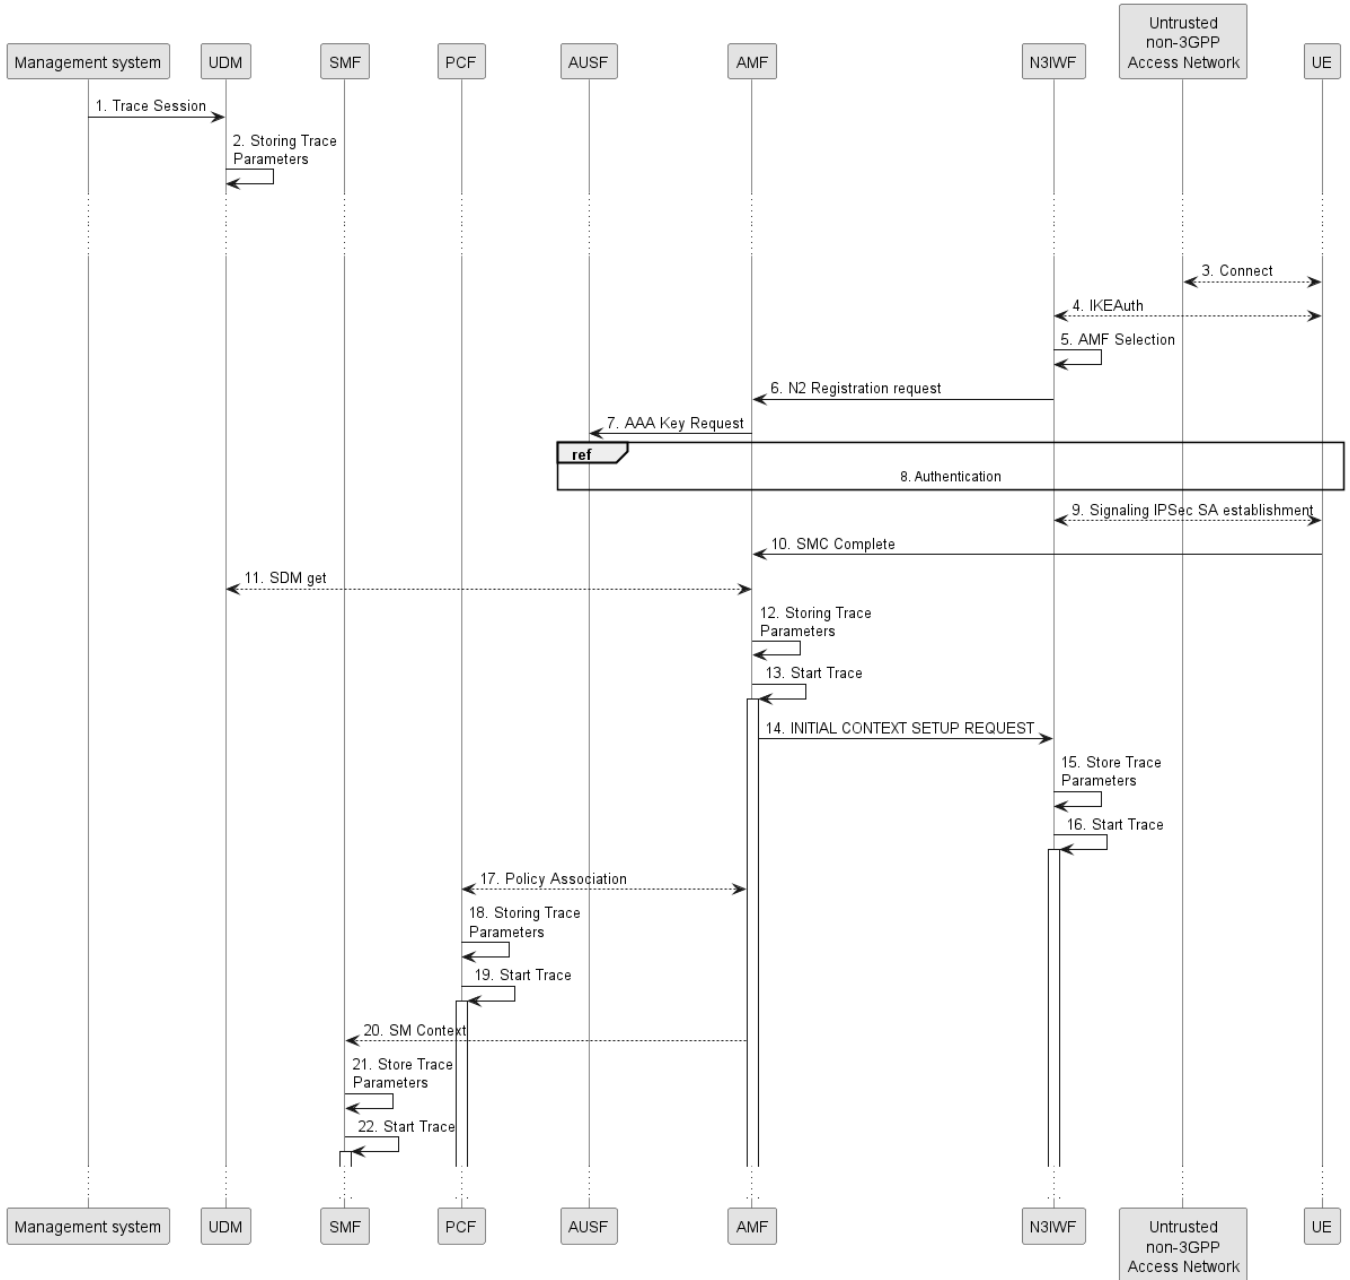 Untrusted
non-3GPP
Access Network
Management system
UDM
SMF
PCF
AUSF
AMF
N3IWF
UE
1. Trace Session
2. Storing Trace
Parameters
3. Connect
4. IKEAuth
5. AMF Selection
6. N2 Registration request
7. AAA Key Request
ref
8. Authentication
9. Signaling IPSec SA establishment
10. SMC Complete
11. SDM get
12. Storing Trace
Parameters
13. Start Trace
14. INITIAL CONTEXT SETUP REQUEST
15. Store Trace
Parameters
16. Start Trace
17. Policy Association
18. Storing Trace
Parameters
19. Start Trace
20. SM Context
21. Store Trace
Parameters
22. Start Trace
Management system
UDM
SMF
PCF
AUSF
AMF
N3IWF
Untrusted
non-3GPP
Access Network
UE